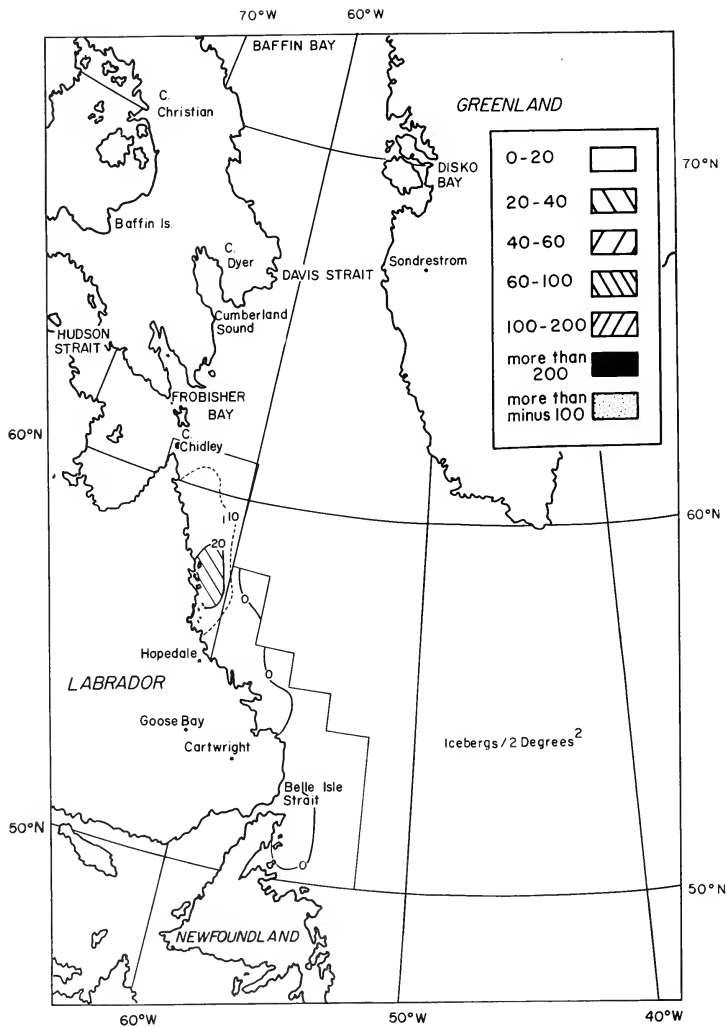 70°W 60°W
BAFFIN BAY
C.
Christian
GREENLAND
0-20
20-40
40-60
60-100
100-200
more than
200
more than
minus 100
70°N
DISKO
BAY
Baffin Is.
C.
Dyer
DAVIS STRAIT
Sondrestrom
Cumberland
Sound
HUDSON
STRAIT
FROBISHER
BAY
60°N
C.
Chidley
60°N
10
20
0
Hopedale
0
LABRADOR
Goose Bay
Cartwright
Icebergs/2 Degrees²
Belle Isle
Strait
50°N
0
50°N
NEWFOUNDLAND
60°W 50°W 40°W